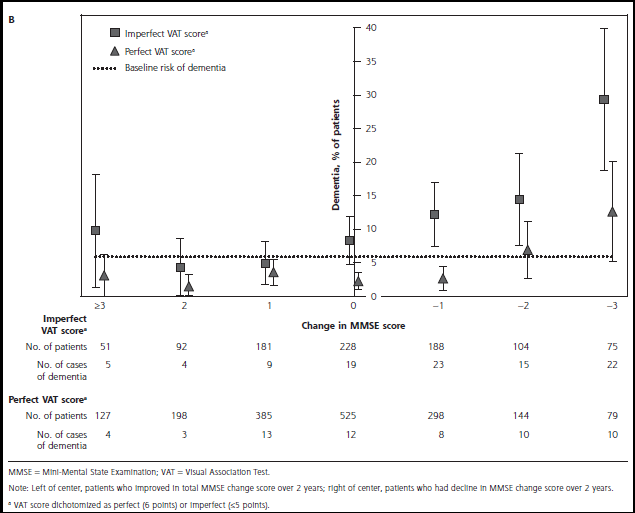 B
Imperfect VAT scoreᵃ
Perfect VAT scoreᵃ
Baseline risk of dementia
Dementia, % of patients
40
35
30
25
20
15
10
5
0
≥3 2 1 0 –1 –2 –3
Change in MMSE score
Imperfect
VAT scoreᵃ
No. of patients 51 92 181 228 188 104 75
No. of cases 5 4 9 19 23 15 22
of dementia
Perfect VAT scoreᵃ
No. of patients 127 198 385 525 298 144 79
No. of cases 4 3 13 12 8 10 10
of dementia
MMSE = Mini-Mental State Examination; VAT = Visual Association Test.
Note: Left of center, patients who improved in total MMSE change score over 2 years; right of center, patients who had decline in MMSE change score over 2 years.
ᵃ VAT score dichotomized as perfect (6 points) or imperfect (≤5 points).